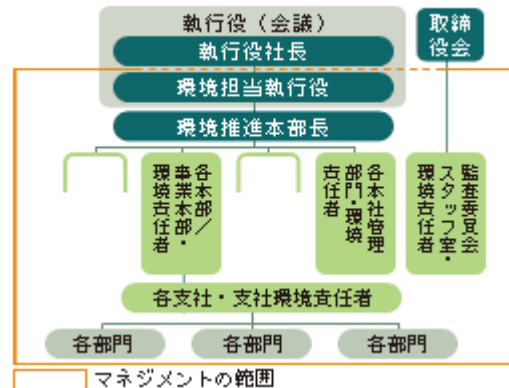 執行役（会議）
執行役社長
取締
役会
環境担当執行役
環境推進本部長
各本部／
事業本部・
環境責任者
各本社管理
部門・環境
責任者
監査委員会
スタッフ室・
環境責任者
各支社・支社環境責任者
各部門
各部門
各部門
マネジメントの範囲